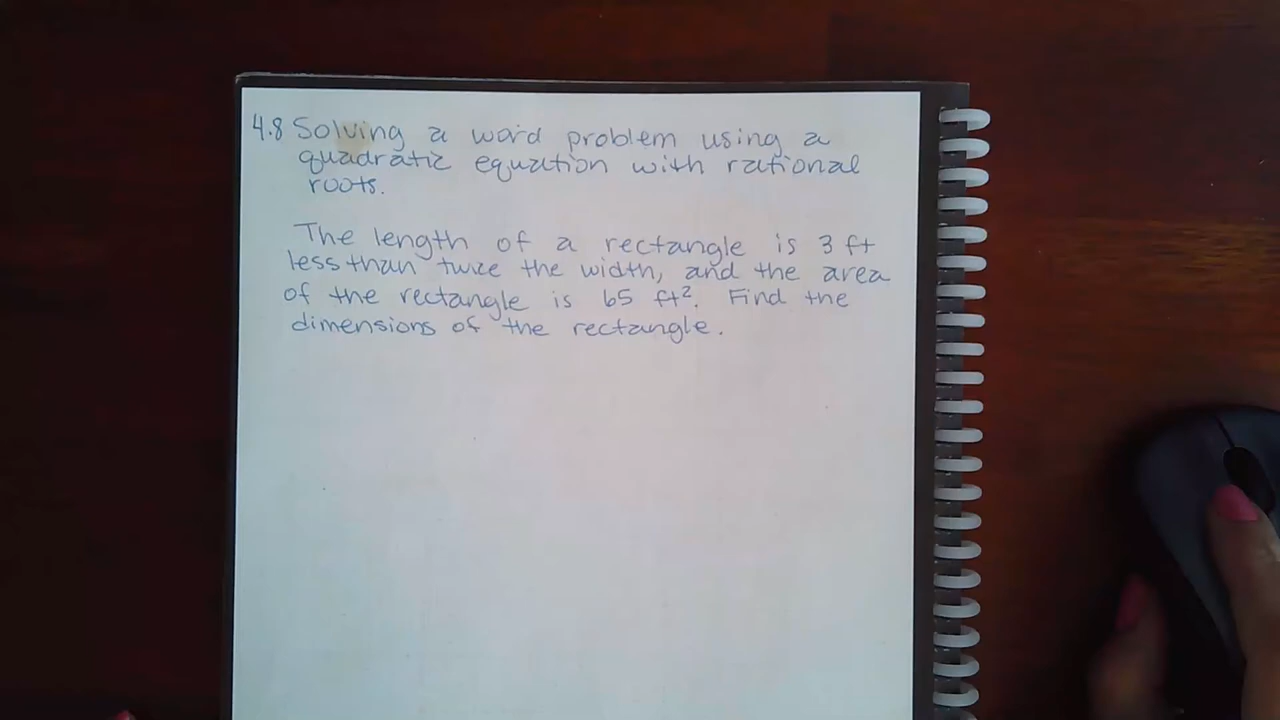 4.8 Solving a word problem using a
quadratic equation with rational
roots.
The length of a rectangle is 3 ft
less than twice the width, and the area
of the rectangle is 65 ft². Find the
dimensions of the rectangle.